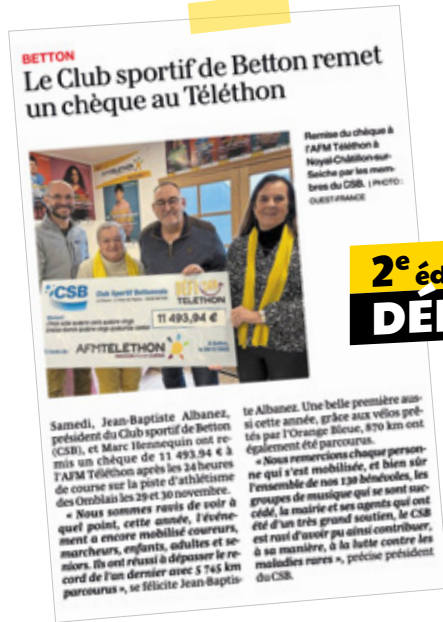 BETTON
Le Club sportif de Betton remet
un chèque au Téléthon
Remise du chèque à
l'AFM Téléthon à
Noyal-Châtillon-sur-
Seiche par les mem-
bres du CSB. | PHOTO :
OUEST-FRANCE
CSB
Club Sportif Bettonnais
TELETHON
11 493,94 €
AFMTELETHON
2e éd
DÉ
Samedi, Jean-Baptiste Albanez,
président du Club sportif de Betton
(CSB), et Marc Hennequin ont re-
mis un chèque de 11 493.94 € à
l'AFM Téléthon après les 24 heures
de course sur la piste d'athlétisme
des Omblais les 29 et 30 novembre.
« Nous sommes ravis de voir à
quel point, cette année, l'événe-
ment a encore mobilisé coureurs,
marcheurs, enfants, adultes et se-
niors. Ils ont réussi à dépasser le re-
cord de l'an dernier avec 5 745 km
parcourus », se félicite Jean-Baptis-
te Albanez. Une belle première aus-
si cette année, grâce aux vélos prê-
tés par l'Orange Bleue, 870 km ont
également été parcourus.
« Nous remercions chaque person-
ne qui s'est mobilisée, et bien sûr
l'ensemble de nos 130 bénévoles, les
groupes de musique qui se sont suc-
cédé, la mairie et ses agents qui ont
été d'un très grand soutien, le CSB
est ravi d'avoir pu ainsi contribuer,
à sa manière, à la lutte contre les
maladies rares », précise président
du CSB.